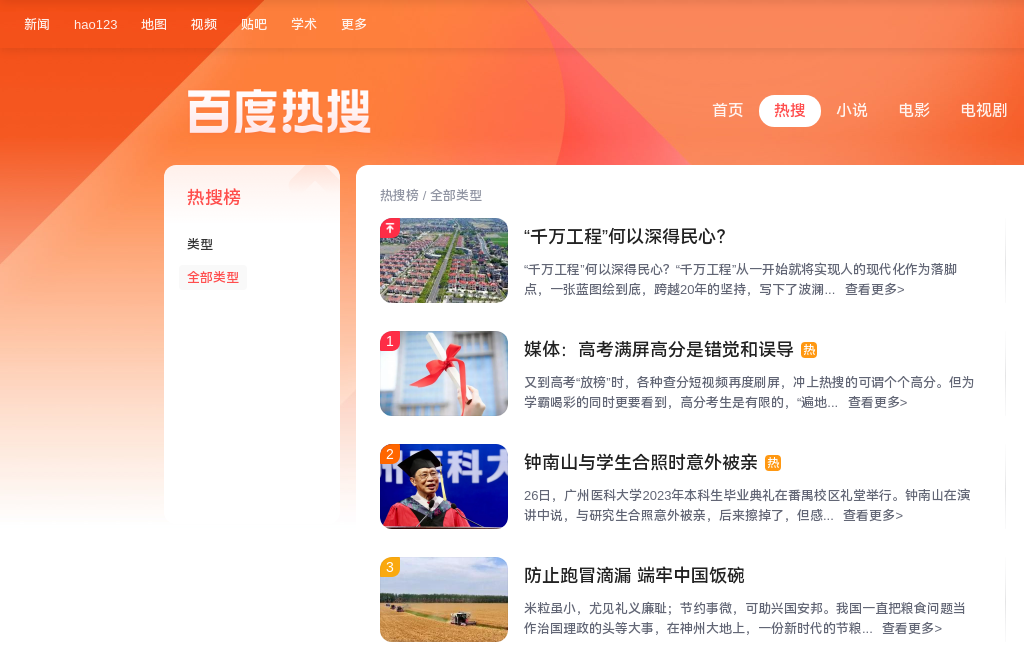 新闻 hao123 地图 视频 贴吧 学术 更多
百度热搜
首页 热搜 小说 电影 电视剧
热搜榜
类型
全部类型
热搜榜 / 全部类型
“千万工程”何以深得民心？
“千万工程”何以深得民心？“千万工程”从一开始就将实现人的现代化作为落脚
点，一张蓝图绘到底，跨越20年的坚持，写下了波澜... 查看更多>
1
媒体：高考满屏高分是错觉和误导 热
又到高考“放榜”时，各种查分短视频再度刷屏，冲上热搜的可谓个个高分。但为
学霸喝彩的同时更要看到，高分考生是有限的，“遍地... 查看更多>
2
州医科大
钟南山与学生合照时意外被亲 热
26日，广州医科大学2023年本科生毕业典礼在番禺校区礼堂举行。钟南山在演
讲中说，与研究生合照意外被亲，后来擦掉了，但感... 查看更多>
3
防止跑冒滴漏 端牢中国饭碗
米粒虽小，尤见礼义廉耻；节约事微，可助兴国安邦。我国一直把粮食问题当
作治国理政的头等大事，在神州大地上，一份新时代的节粮... 查看更多>